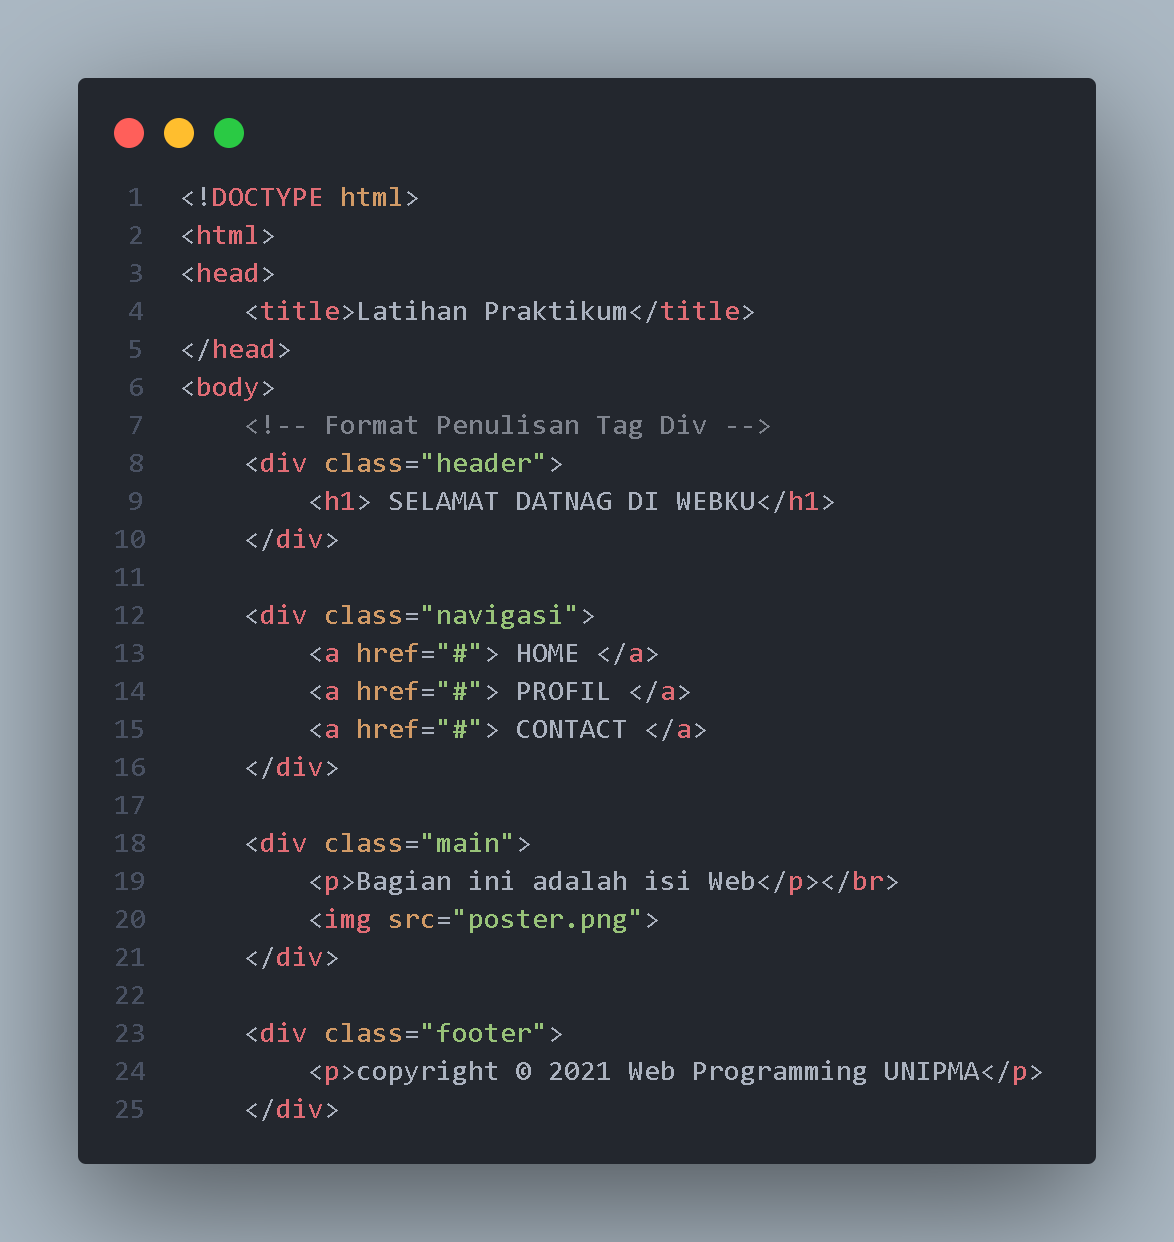 1 <!DOCTYPE html>
2 <html>
3 <head>
4     <title>Latihan Praktikum</title>
5 </head>
6 <body>
7     <!-- Format Penulisan Tag Div -->
8     <div class="header">
9         <h1> SELAMAT DATNAG DI WEBKU</h1>
10     </div>
11
12     <div class="navigasi">
13         <a href="#"> HOME </a>
14         <a href="#"> PROFIL </a>
15         <a href="#"> CONTACT </a>
16     </div>
17
18     <div class="main">
19         <p>Bagian ini adalah isi Web</p></br>
20         <img src="poster.png">
21     </div>
22
23     <div class="footer">
24         <p>copyright © 2021 Web Programming UNIPMA</p>
25     </div>